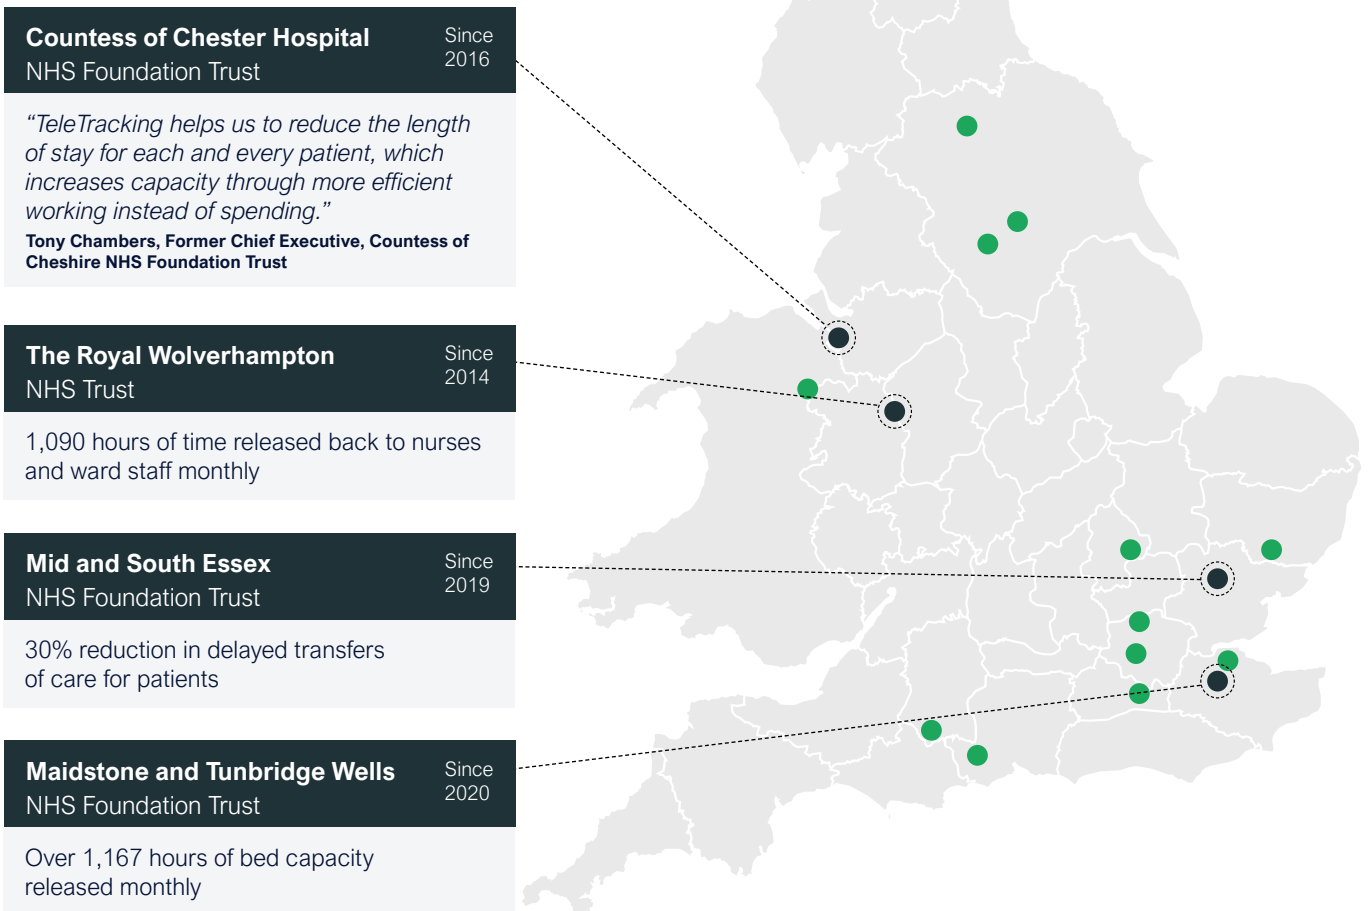 Countess of Chester Hospital
NHS Foundation Trust
Since
2016
“TeleTracking helps us to reduce the length
of stay for each and every patient, which
increases capacity through more efficient
working instead of spending.”
Tony Chambers, Former Chief Executive, Countess of
Cheshire NHS Foundation Trust
The Royal Wolverhampton
NHS Trust
Since
2014
1,090 hours of time released back to nurses
and ward staff monthly
Mid and South Essex
NHS Foundation Trust
Since
2019
30% reduction in delayed transfers
of care for patients
Maidstone and Tunbridge Wells
NHS Foundation Trust
Since
2020
Over 1,167 hours of bed capacity
released monthly